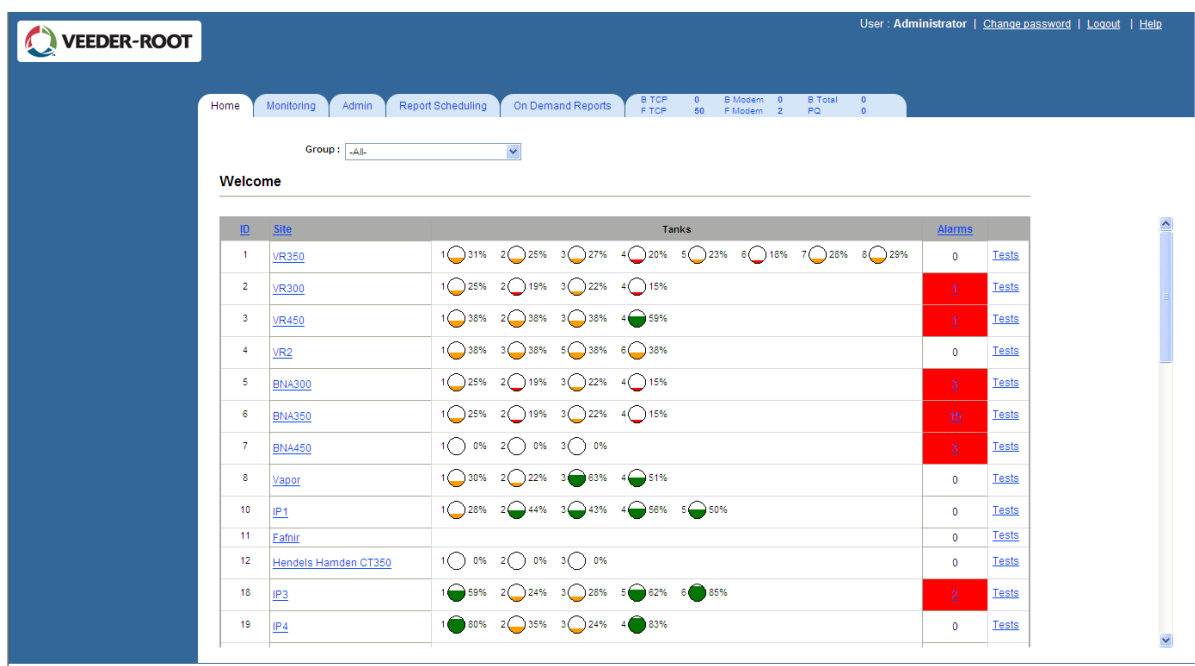 VEEDER-ROOT
User : Administrator | Change password | Logout | Help
Home Monitoring Admin Report Scheduling On Demand Reports B TCP 0 B Modem 0 B Total 0
F TCP 50 F Modem 2 PQ 0
Group : -All-
Welcome
ID Site Tanks Alarms
1 VR350 1 31% 2 25% 3 27% 4 20% 5 23% 6 18% 7 28% 8 29% 0 Tests
2 VR300 1 25% 2 19% 3 22% 4 15% 1 Tests
3 VR450 1 38% 2 38% 3 38% 4 59% 1 Tests
4 VR2 1 38% 3 38% 5 38% 6 38% 0 Tests
5 BNA300 1 25% 2 19% 3 22% 4 15% 3 Tests
6 BNA350 1 25% 2 19% 3 22% 4 15% 15 Tests
7 BNA450 1 0% 2 0% 3 0% 3 Tests
8 Vapor 1 30% 2 22% 3 63% 4 51% 0 Tests
10 IP1 1 28% 2 44% 3 43% 4 56% 5 50% 0 Tests
11 Fafnir 0 Tests
12 Hendels Hamden CT350 1 0% 2 0% 3 0% 0 Tests
18 IP3 1 59% 2 24% 3 28% 5 62% 6 85% 2 Tests
19 IP4 1 80% 2 35% 3 24% 4 83% 0 Tests